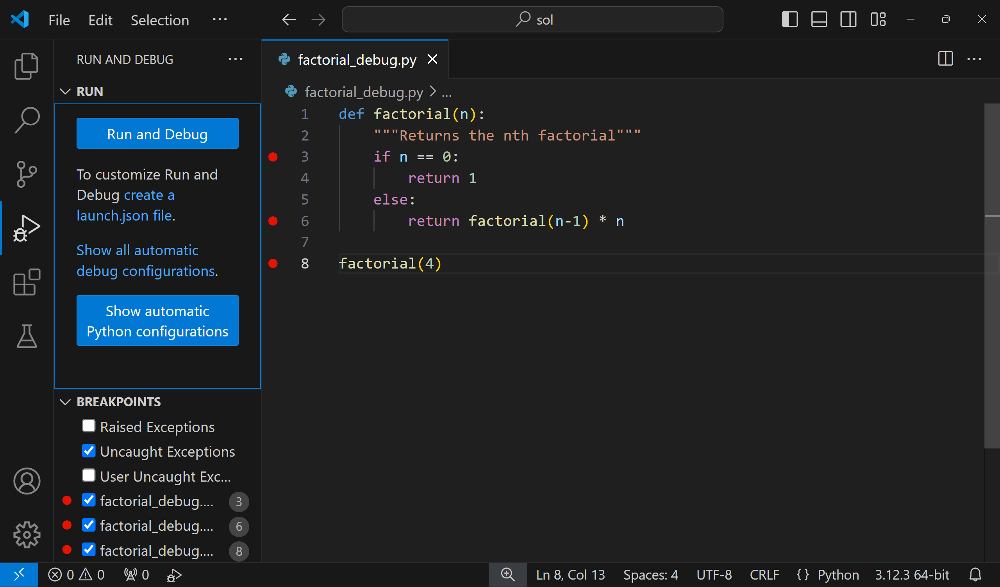 File Edit Selection ··· sol
RUN AND DEBUG ···
RUN
Run and Debug
To customize Run and
Debug create a
launch.json file.
Show all automatic
debug configurations.
Show automatic
Python configurations
BREAKPOINTS
Raised Exceptions
Uncaught Exceptions
User Uncaught Exc...
factorial_debug.... 3
factorial_debug.... 6
factorial_debug.... 8
factorial_debug.py
factorial_debug.py > ...
1 def factorial(n):
2     """Returns the nth factorial"""
3     if n == 0:
4         return 1
5     else:
6         return factorial(n-1) * n
7
8 factorial(4)
0 0 0 Ln 8, Col 13 Spaces: 4 UTF-8 CRLF {} Python 3.12.3 64-bit